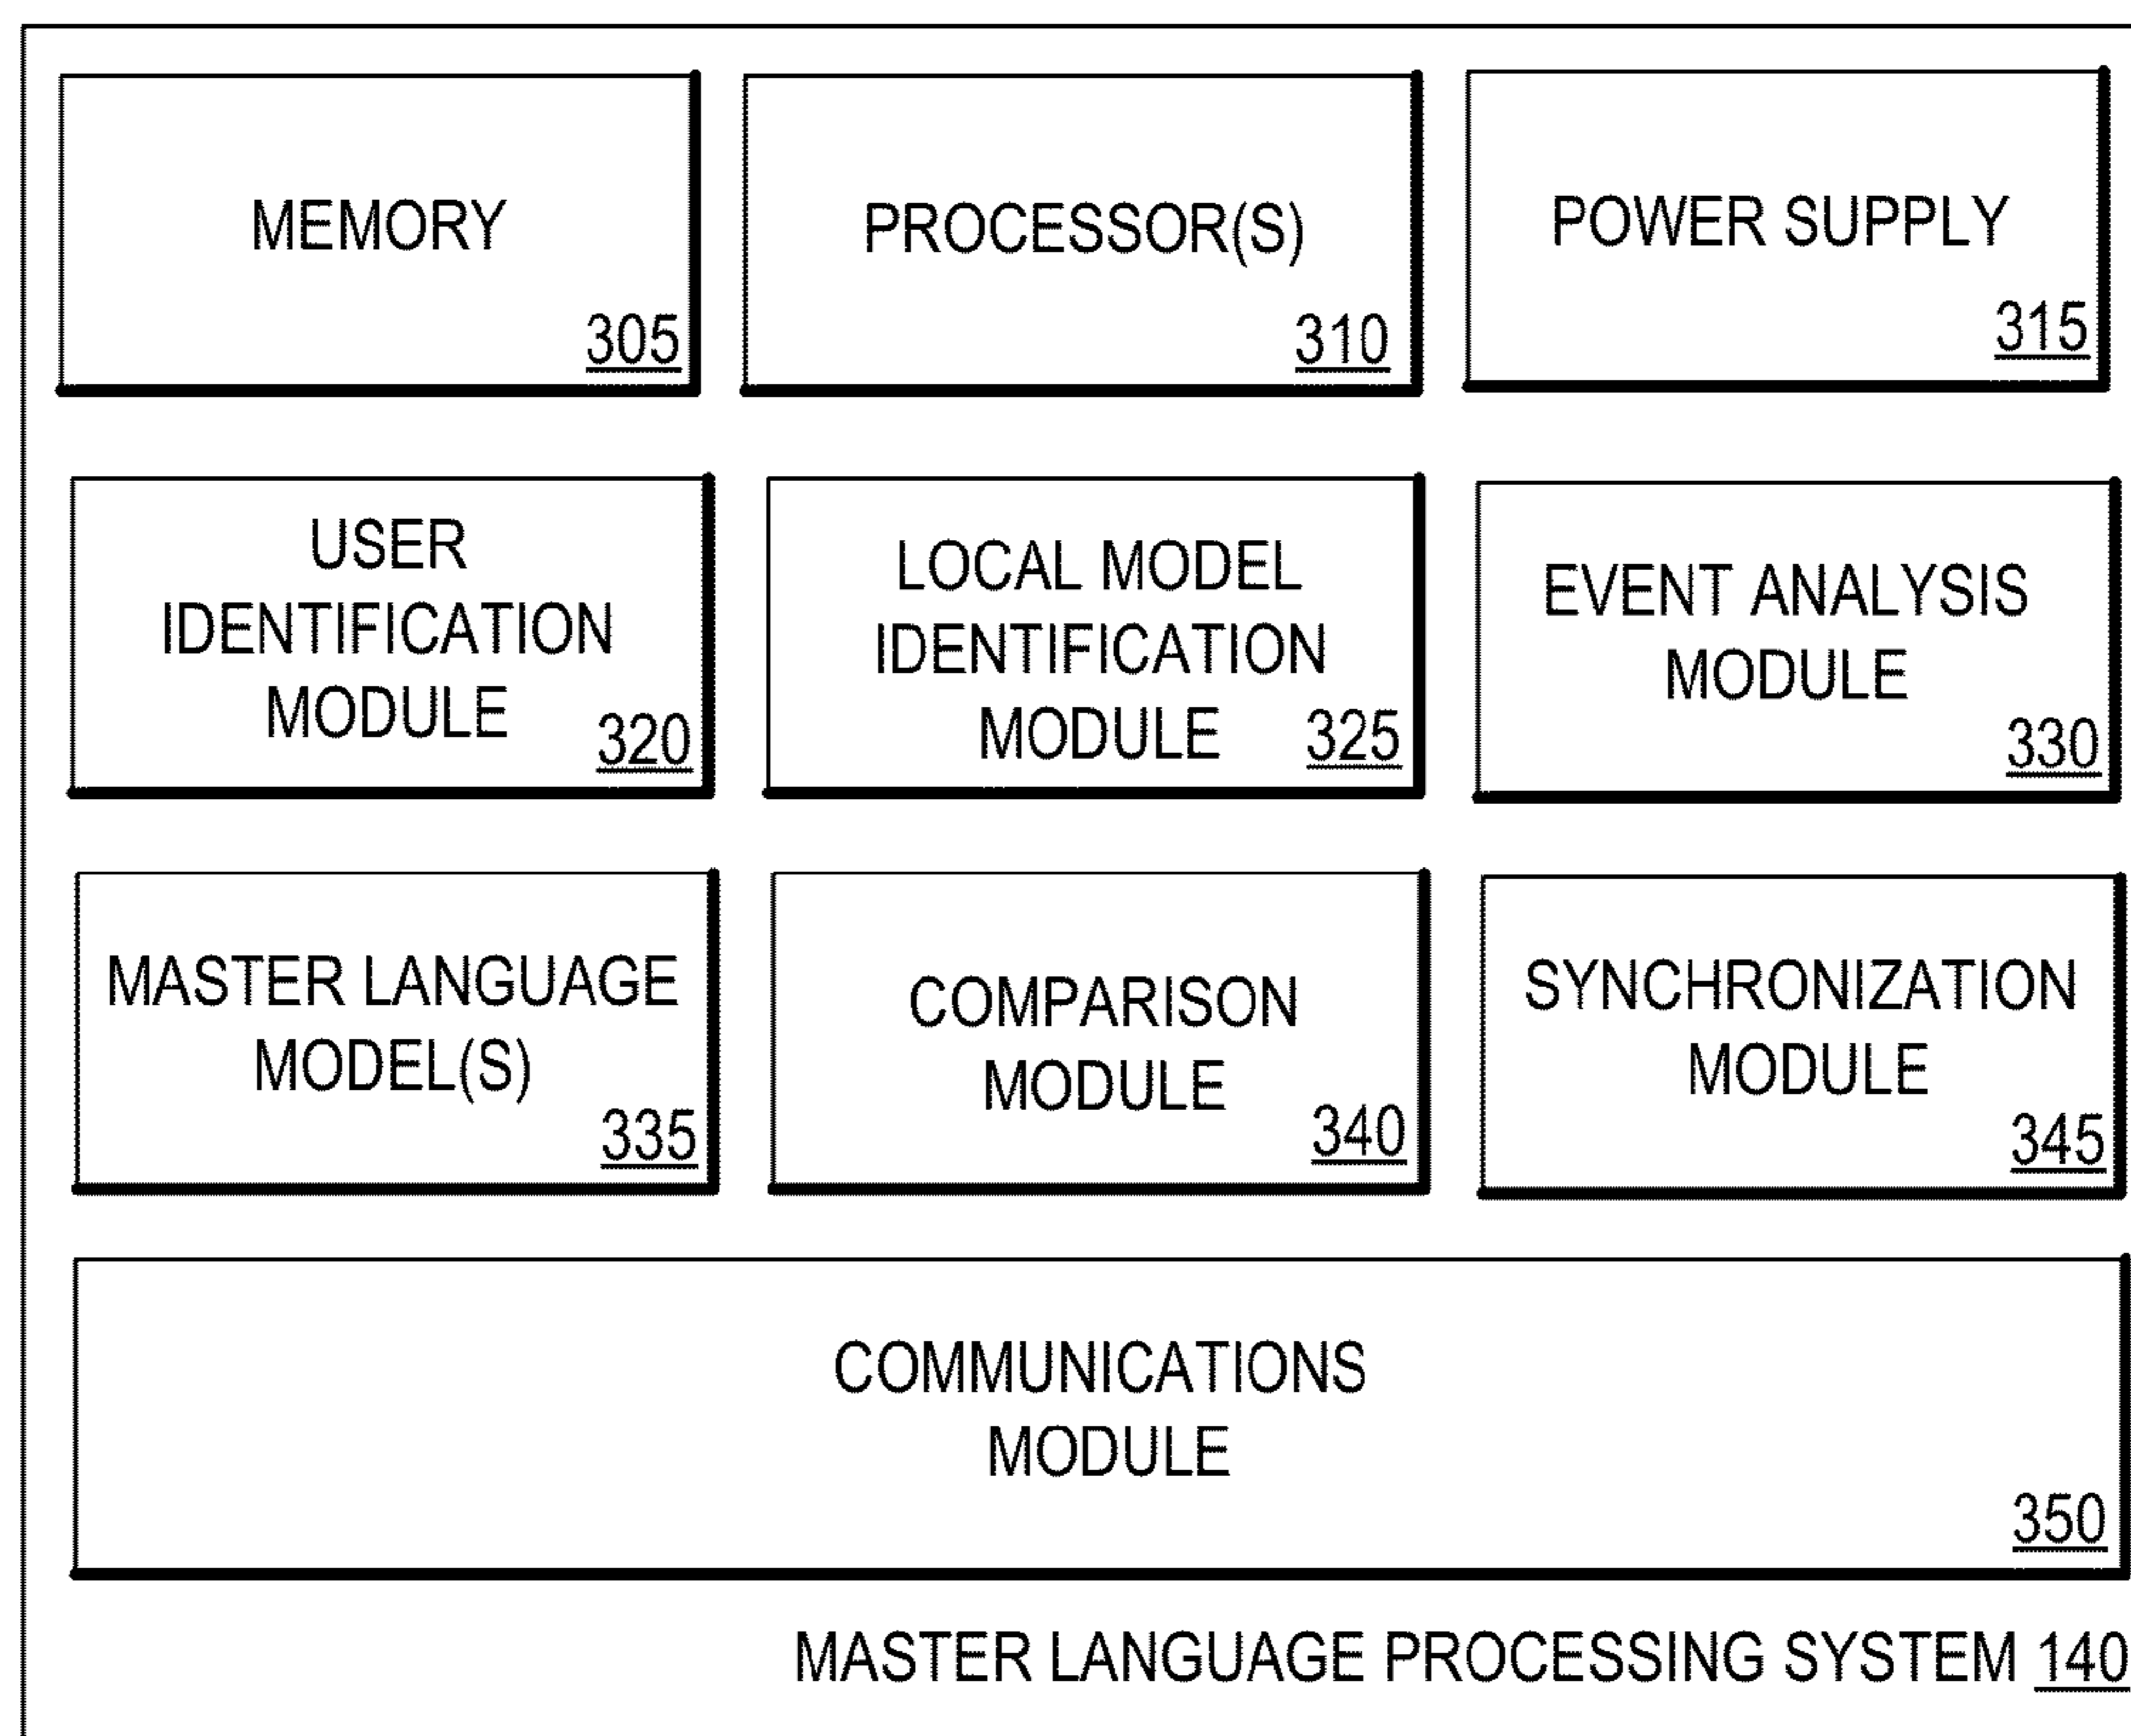 MEMORY
305
PROCESSOR(S)
310
POWER SUPPLY
315
USER
IDENTIFICATION
MODULE
320
LOCAL MODEL
IDENTIFICATION
MODULE
325
EVENT ANALYSIS
MODULE
330
MASTER LANGUAGE
MODEL(S)
335
COMPARISON
MODULE
340
SYNCHRONIZATION
MODULE
345
COMMUNICATIONS
MODULE
350
MASTER LANGUAGE PROCESSING SYSTEM 140